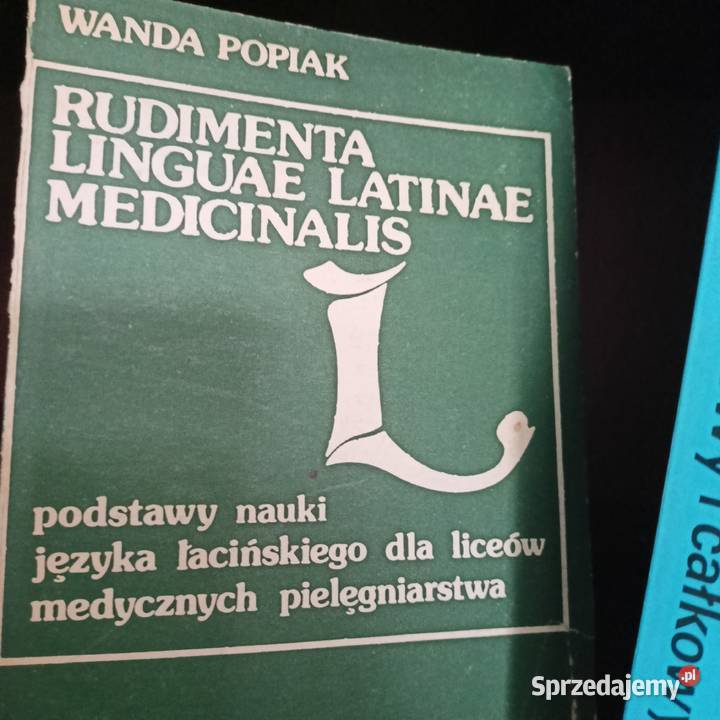 WANDA POPIAK
RUDIMENTA
LINGUAE LATINAE
MEDICINALIS
L
podstawy nauki
języka łacińskiego dla liceów
medycznych pielęgniarstwa
Sprzedajemy.pl